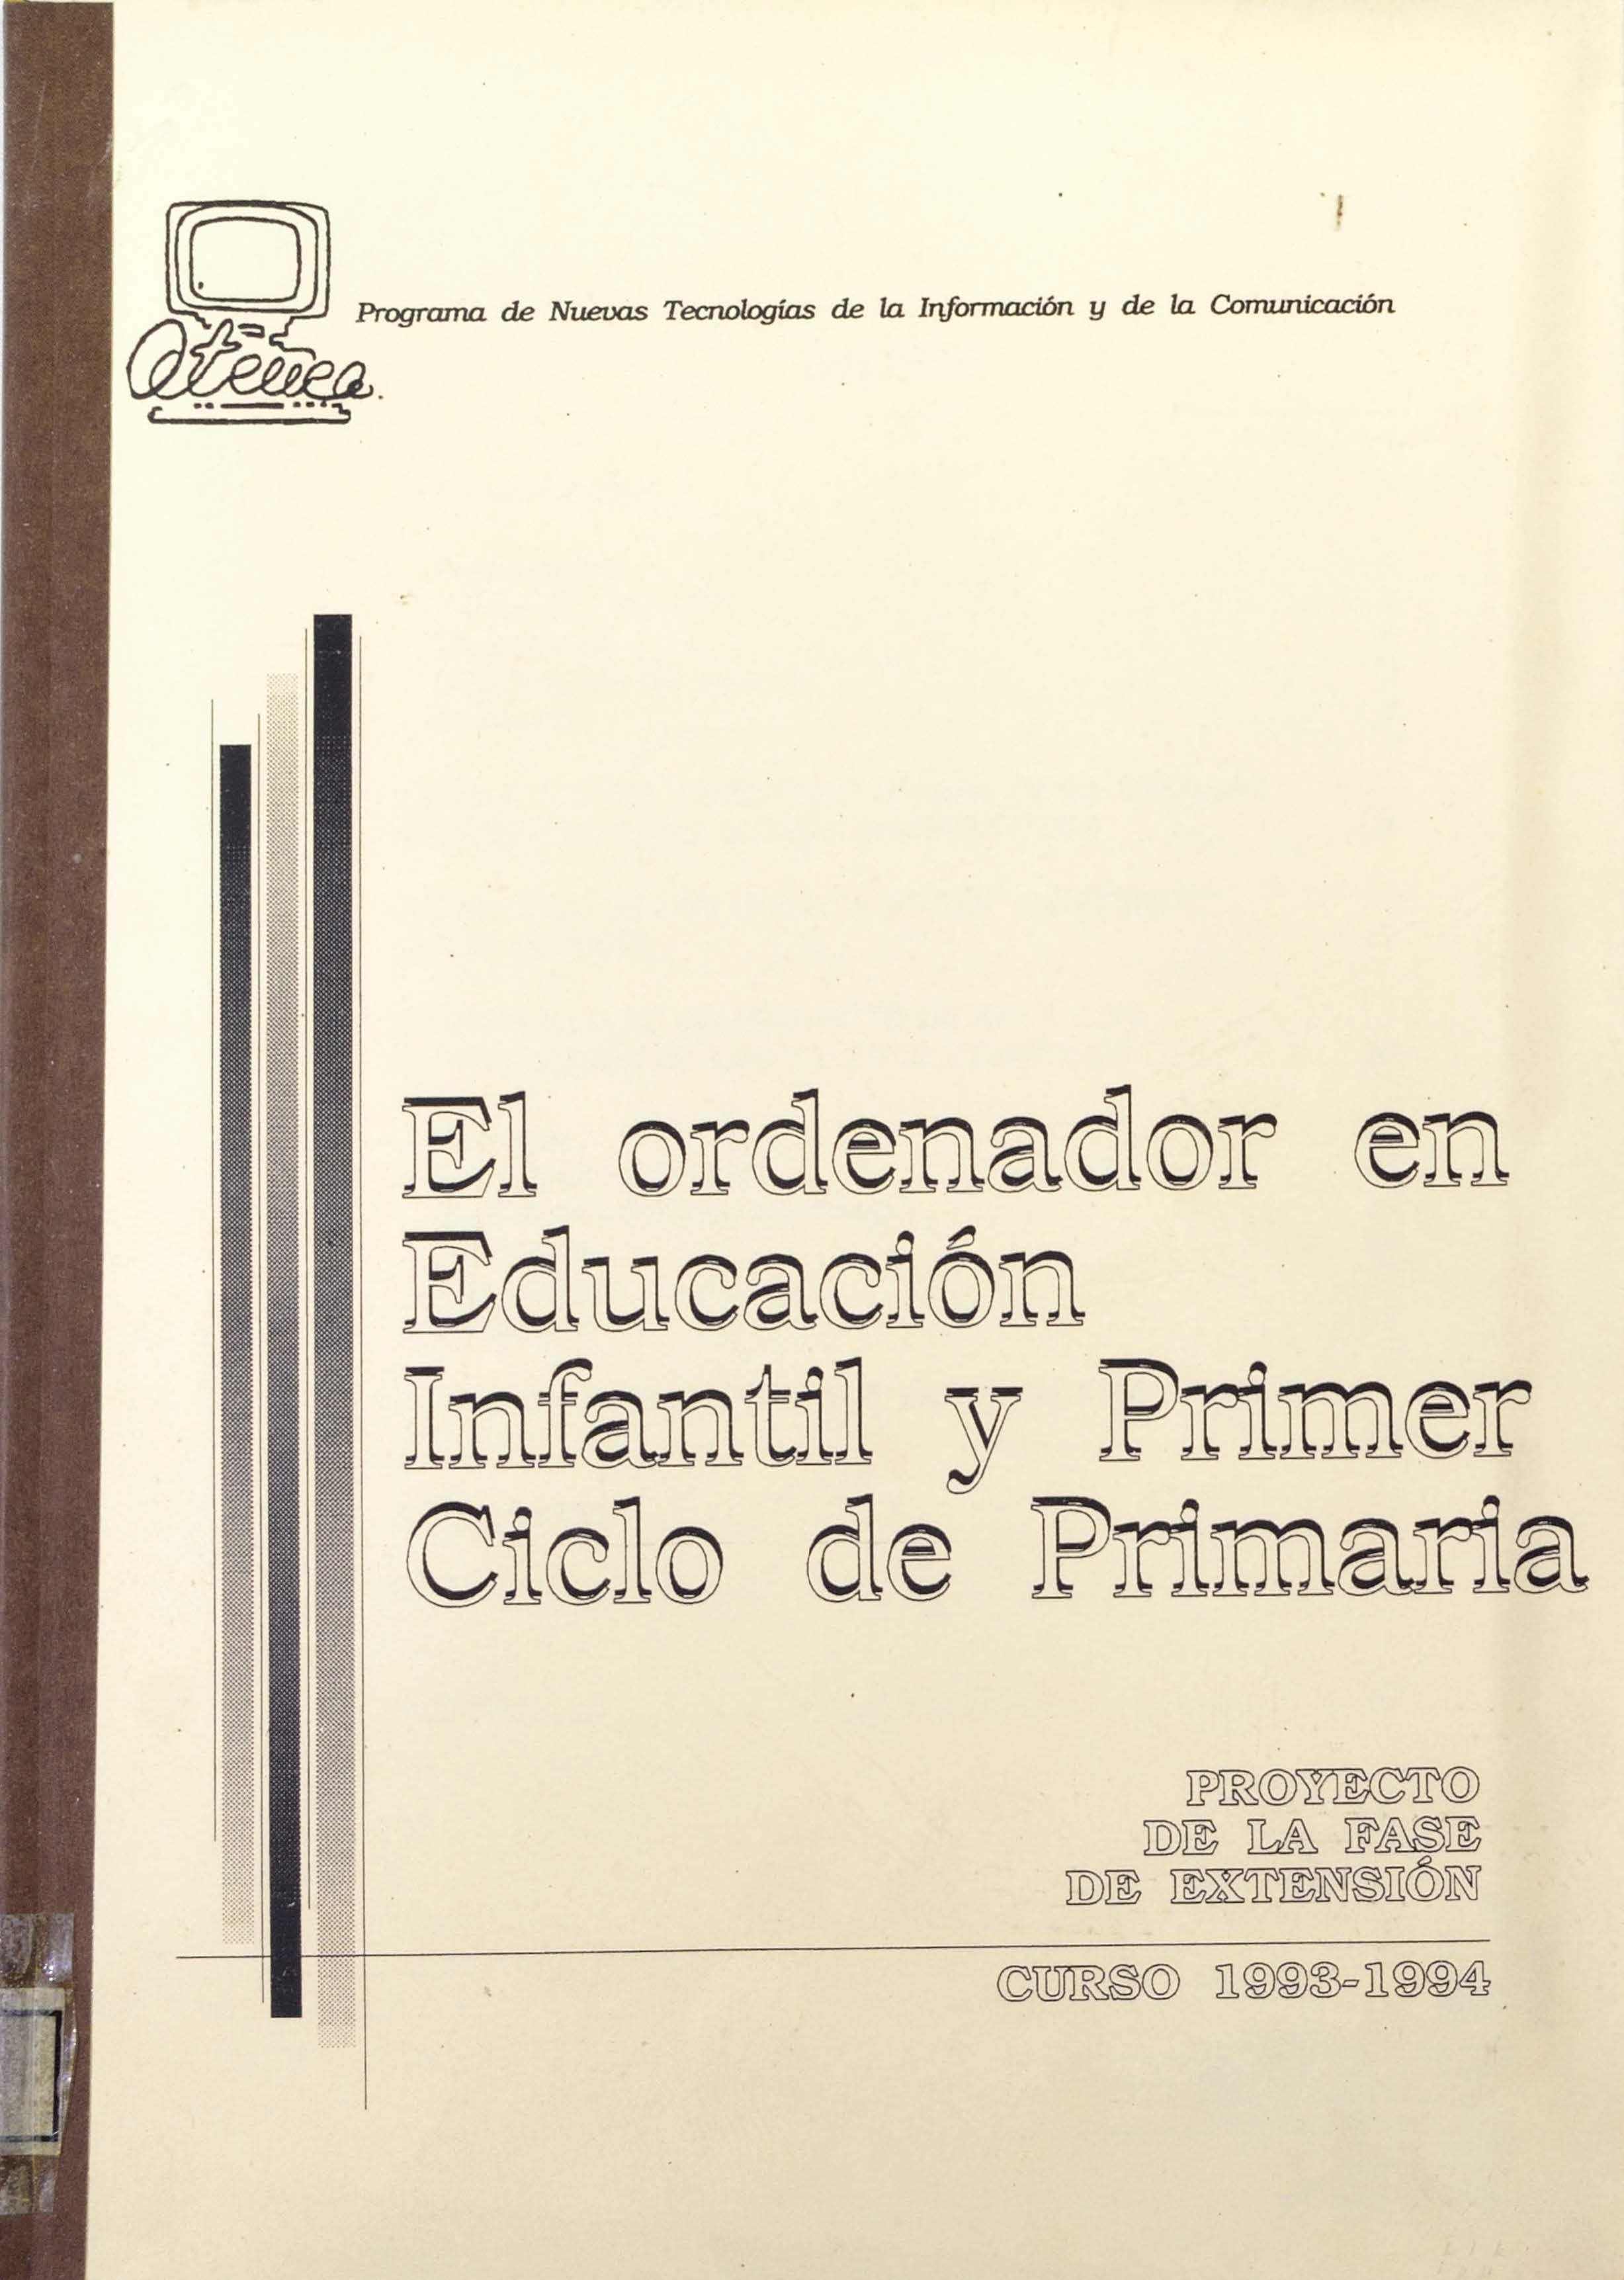 Atenea.
Programa de Nuevas Tecnologías de la Información y de la Comunicación
El ordenador en
Educación
Infantil y Primer
Ciclo de Primaria
PROYECTO
DE LA FASE
DE EXTENSIÓN
CURSO 1993-1994